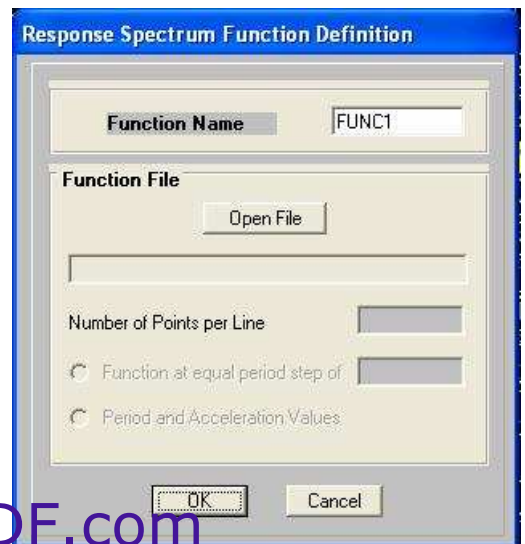 Response Spectrum Function Definition
Function Name FUNC1
Function File
Open File
Number of Points per Line
Function at equal period step of
Period and Acceleration Values
OK Cancel
DF.com